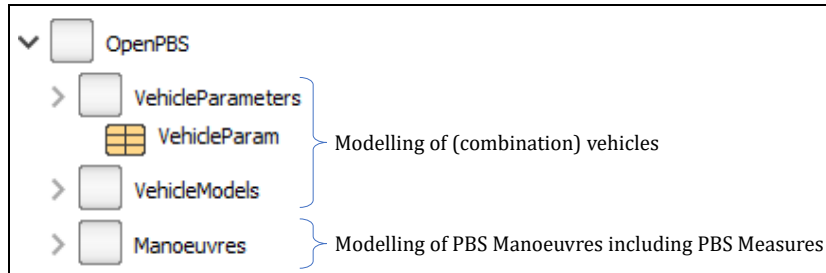 OpenPBS
VehicleParameters
VehicleParam
Modelling of (combination) vehicles
VehicleModels
Manoeuvres
Modelling of PBS Manoeuvres including PBS Measures